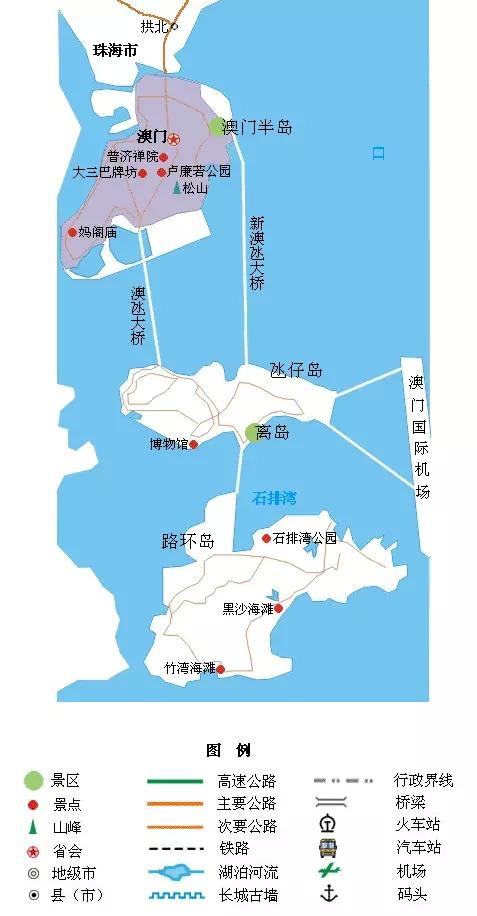 拱北
珠海市
澳门半岛
澳门
普济禅院
大三巴牌坊
卢廉若公园
松山
口
妈阁庙
新澳氹大桥
澳氹大桥
氹仔岛
澳门国际机场
离岛
博物馆
石排湾
路环岛
石排湾公园
黑沙海滩
竹湾海滩
图 例
景区 高速公路 行政界线
景点 主要公路 桥梁
山峰 次要公路 火车站
省会 铁路 汽车站
地级市 湖泊河流 机场
县（市） 长城古墙 码头